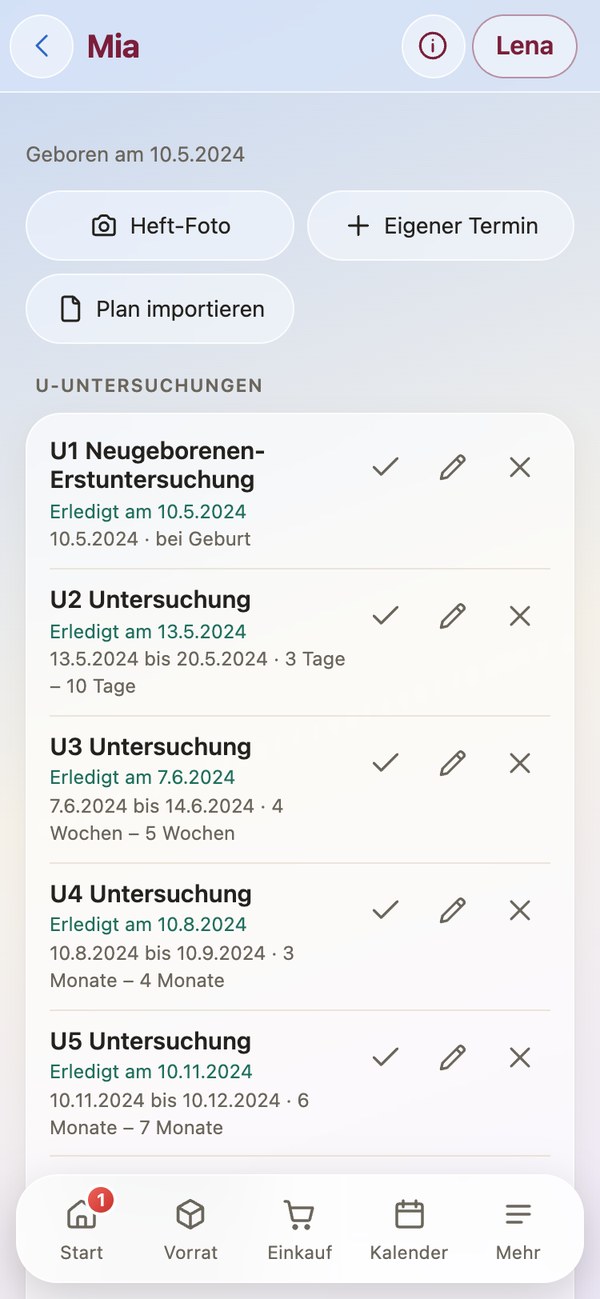 Mia
Lena
Geboren am 10.5.2024
Heft-Foto
Eigener Termin
Plan importieren
U-UNTERSUCHUNGEN
U1 Neugeborenen-
Erstuntersuchung
Erledigt am 10.5.2024
10.5.2024 · bei Geburt
U2 Untersuchung
Erledigt am 13.5.2024
13.5.2024 bis 20.5.2024 · 3 Tage
– 10 Tage
U3 Untersuchung
Erledigt am 7.6.2024
7.6.2024 bis 14.6.2024 · 4
Wochen – 5 Wochen
U4 Untersuchung
Erledigt am 10.8.2024
10.8.2024 bis 10.9.2024 · 3
Monate – 4 Monate
U5 Untersuchung
Erledigt am 10.11.2024
10.11.2024 bis 10.12.2024 · 6
Monate – 7 Monate
1
Start
Vorrat
Einkauf
Kalender
Mehr